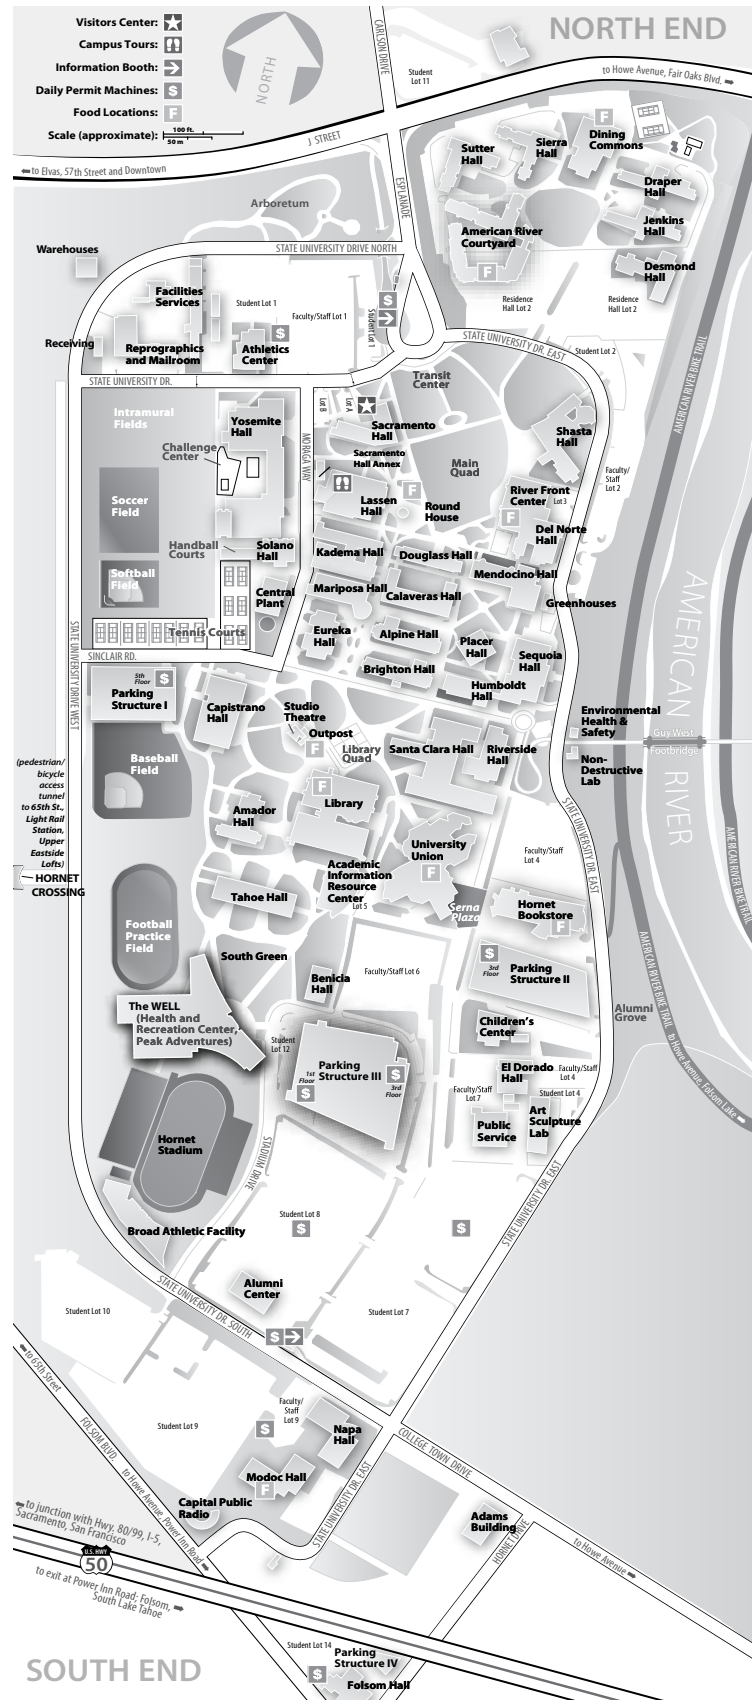 Visitors Center:
Campus Tours:
Information Booth:
Daily Permit Machines: $
Food Locations: F
Scale (approximate):
100 ft.
50 m
NORTH
NORTH END
CARLSON DRIVE
Student
Lot 11
to Howe Avenue, Fair Oaks Blvd.
J STREET
to Elvas, 57th Street and Downtown
ESPLANADE
F
Dining
Commons
Sierra
Hall
Sutter
Hall
Draper
Hall
Jenkins
Hall
American River
Courtyard
F
Desmond
Hall
Residence
Hall Lot 2
Residence
Hall Lot 2
Arboretum
STATE UNIVERSITY DRIVE NORTH
Warehouses
Facilities
Services
Student Lot 1
Faculty/Staff Lot 1
Student Lot 1
$
Receiving
Reprographics
and Mailroom
$
Athletics
Center
STATE UNIVERSITY DR. EAST
Student Lot 2
AMERICAN RIVER BIKE TRAIL
STATE UNIVERSITY DR.
Transit
Center
Intramural
Fields
Yosemite
Hall
Lot B
Lot A
Sacramento
Hall
Shasta
Hall
Challenge
Center
MORAGA WAY
Sacramento
Hall Annex
Main
Quad
Faculty/
Staff
Lot 2
Soccer
Field
Lassen
Hall
F
Round
House
River Front
Center
Lot 3
F
Del Norte
Hall
Handball
Courts
Solano
Hall
Kadema Hall
Douglass Hall
Softball
Field
Mendocino Hall
Central
Plant
Mariposa Hall
Calaveras Hall
Greenhouses
AMERICAN RIVER
Tennis Courts
Eureka
Hall
Alpine Hall
Placer
Hall
Sequoia
Hall
STATE UNIVERSITY DRIVE WEST
SINCLAIR RD.
Brighton Hall
Humboldt
Hall
5th
Floor
$
Parking
Structure I
Capistrano
Hall
Studio
Theatre
Outpost
F
Library
Quad
Santa Clara Hall
Riverside
Hall
Environmental
Health &
Safety
Guy West
Footbridge
Non-
Destructive
Lab
(pedestrian/
bicycle
access
tunnel
to 65th St.,
Light Rail
Station,
Upper
Eastside
Lofts)
HORNET
CROSSING
Baseball
Field
F
Library
Amador
Hall
University
Union
F
Faculty/Staff
Lot 4
STATE UNIVERSITY DR. EAST
AMERICAN RIVER BIKE TRAIL
Academic
Information
Resource
Center
Lot 5
Tahoe Hall
Serna
Plaza
Hornet
Bookstore
F
Football
Practice
Field
South Green
Benicia
Hall
Faculty/Staff Lot 6
$
3rd
Floor
Parking
Structure II
AMERICAN RIVER BIKE TRAIL
to Howe Avenue, Folsom Lake
The WELL
(Health and
Recreation Center,
Peak Adventures)
Alumni
Grove
Children's
Center
Student
Lot 12
Parking
Structure III
1st
Floor
$
$
3rd
Floor
El Dorado
Hall
Faculty/Staff
Lot 4
Faculty/Staff
Lot 7
Student Lot 4
Art
Sculpture
Lab
Public
Service
Hornet
Stadium
STADIUM DRIVE
STATE UNIVERSITY DR. EAST
Student Lot 8
$
$
Broad Athletic Facility
Alumni
Center
STATE UNIVERSITY DR. SOUTH
Student Lot 10
Student Lot 7
$
to 65th Street
FOLSOM BLVD.
to Howe Avenue, Power Inn Road
Student Lot 9
Faculty/
Staff
Lot 9
$
Napa
Hall
COLLEGE TOWN DRIVE
Modoc Hall
F
STATE UNIVERSITY DR. EAST
Capital Public
Radio
Adams
Building
HORNET DRIVE
to Howe Avenue
to junction with Hwy. 80/99, I-5,
Sacramento, San Francisco
U.S. HWY
50
to exit at Power Inn Road; Folsom,
South Lake Tahoe
SOUTH END
Student Lot 14
$
Parking
Structure IV
Folsom Hall